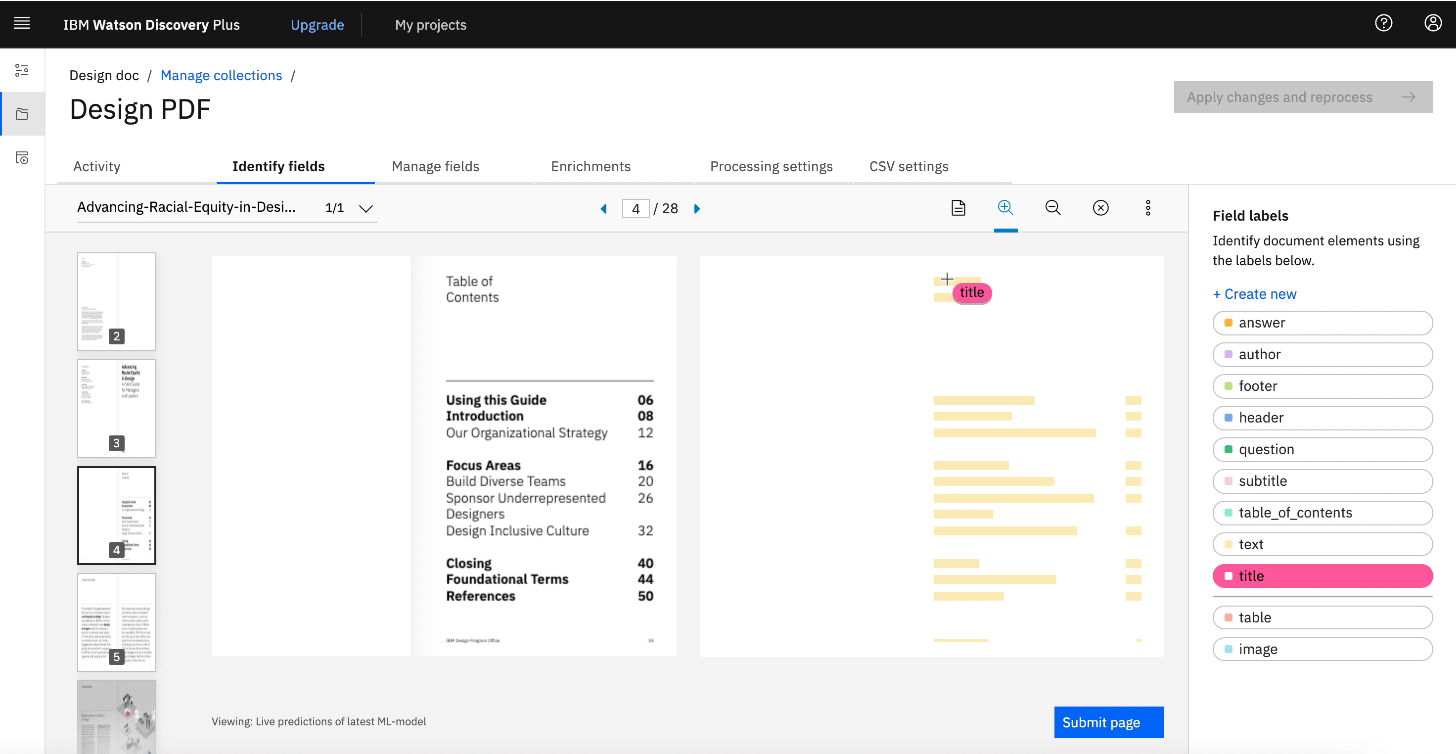 IBM Watson Discovery Plus
Upgrade
My projects
Design doc / Manage collections /
Design PDF
Apply changes and reprocess
Activity
Identify fields
Manage fields
Enrichments
Processing settings
CSV settings
Advancing-Racial-Equity-in-Desi...
1/1
4 / 28
2
Advancing
Racial Equity
in Design
3
4
5
Table of
Contents
Using this Guide 06
Introduction 08
Our Organizational Strategy 12
Focus Areas 16
Build Diverse Teams 20
Sponsor Underrepresented 26
Designers
Design Inclusive Culture 32
Closing 40
Foundational Terms 44
References 50
IBM Design Program Office
title
Viewing: Live predictions of latest ML-model
Submit page
Field labels
Identify document elements using
the labels below.
+ Create new
answer
author
footer
header
question
subtitle
table_of_contents
text
title
table
image